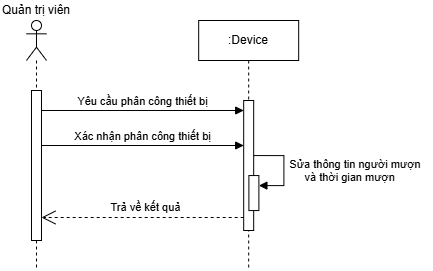 Quản trị viên
:Device
Yêu cầu phân công thiết bị
Xác nhận phân công thiết bị
Sửa thông tin người mượn
và thời gian mượn
Trả về kết quả